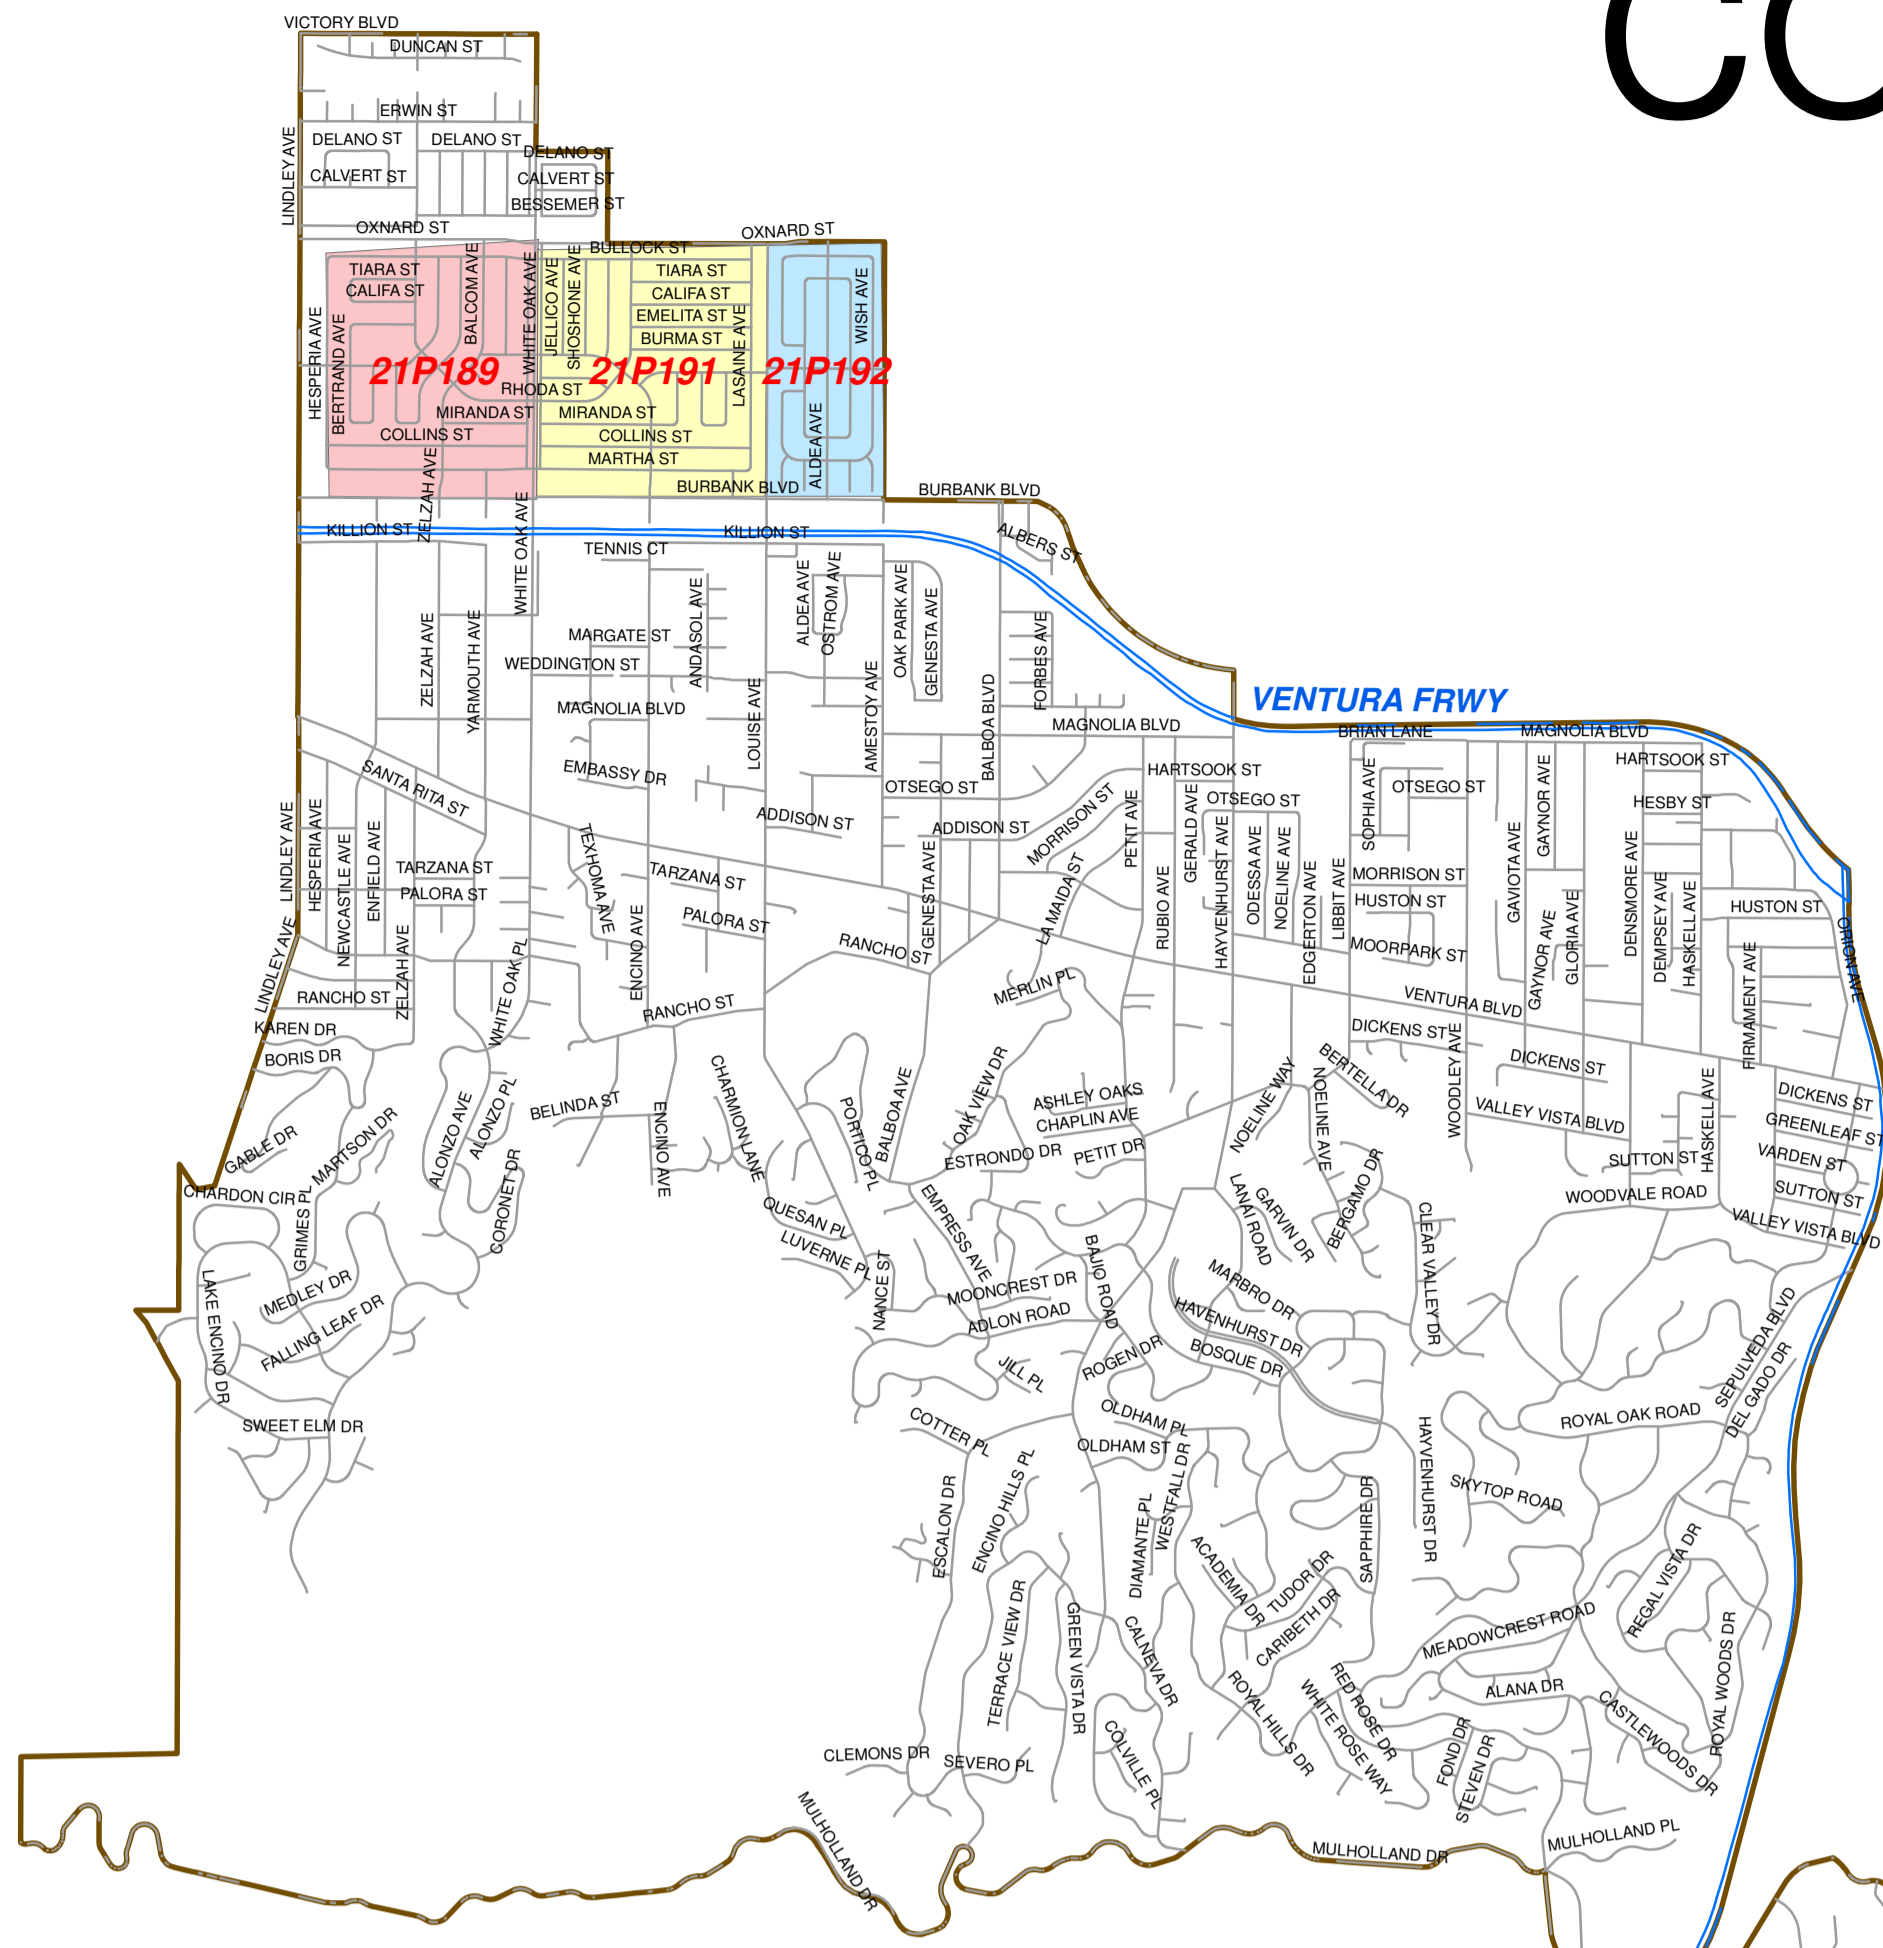 CO
VICTORY BLVD
DUNCAN ST
ERWIN ST
DELANO ST
DELANO ST
DELANO ST
LINDLEY AVE
CALVERT ST
CALVERT ST
BESSEMER ST
OXNARD ST
OXNARD ST
BULLOCK ST
TIARA ST
CALIFA ST
BALCOM AVE
WHITE OAK AVE
JELLICO AVE
SHOSHONE AVE
TIARA ST
CALIFA ST
EMELITA ST
BURMA ST
LASAINE AVE
WISH AVE
HESPERIA AVE
BERTRAND AVE
21P189
21P191
21P192
RHODA ST
MIRANDA ST
MIRANDA ST
COLLINS ST
COLLINS ST
MARTHA ST
ALDEA AVE
ZELZAH AVE
BURBANK BLVD
BURBANK BLVD
WHITE OAK AVE
KILLION ST
KILLION ST
ALBERS ST
TENNIS CT
ANDASOL AVE
ALDEA AVE
OSTROM AVE
OAK PARK AVE
GENESTA AVE
FORBES AVE
ZELZAH AVE
YARMOUTH AVE
MARGATE ST
WEDDINGTON ST
MAGNOLIA BLVD
LOUISE AVE
AMESTOY AVE
BALBOA BLVD
MAGNOLIA BLVD
VENTURA FRWY
BRIAN LANE
MAGNOLIA BLVD
SANTA RITA ST
EMBASSY DR
OTSEGO ST
HARTSOOK ST
OTSEGO ST
SOPHIA AVE
OTSEGO ST
GAYNOR AVE
HARTSOOK ST
HESBY ST
ADDISON ST
ADDISON ST
MORRISON ST
PETIT AVE
GERALD AVE
HAYVENHURST AVE
ODESSA AVE
NOELINE AVE
EDGERTON AVE
LIBBIT AVE
MORRISON ST
HUSTON ST
MOORPARK ST
GAVIOTA AVE
GAYNOR AVE
GLORIA AVE
DENSMORE AVE
DEMPSEY AVE
HASKELL AVE
HUSTON ST
FIRMAMENT AVE
ORION AVE
LINDLEY AVE
HESPERIA AVE
NEWCASTLE AVE
ENFIELD AVE
TARZANA ST
PALORA ST
ZELZAH AVE
TEXHOMA AVE
TARZANA ST
PALORA ST
ENCINO AVE
RANCHO ST
GENESTA AVE
LA MAIDA ST
RUBIO AVE
LINDLEY AVE
RANCHO ST
WHITE OAK PL
RANCHO ST
MERLIN PL
VENTURA BLVD
KAREN DR
BORIS DR
DICKENS ST
WOODLEY AVE
DICKENS ST
DICKENS ST
GREENLEAF ST
VARDEN ST
SUTTON ST
VALLEY VISTA BLVD
GABLE DR
MARTSON DR
ALONZO AVE
ALONZO PL
BELINDA ST
ENCINO AVE
CHARMION LANE
PORTICO PL
BALBOA AVE
OAK VIEW DR
ASHLEY OAKS
CHAPLIN AVE
ESTRONDO DR
PETIT DR
NOELINE WAY
NOELINE AVE
BERTELLA DR
VALLEY VISTA BLVD
HASKELL AVE
SUTTON ST
WOODVALE ROAD
CHARDON CIR
GRIMES PL
CORONET DR
QUESAN PL
LUVERNE PL
NANCE ST
EMPRESS AVE
LANAI ROAD
GARVIN DR
BERGAMO DR
CLEAR VALLEY DR
LAKE ENCINO DR
MEDLEY DR
FALLING LEAF DR
MOONCREST DR
ADLON ROAD
BAJIO ROAD
MARBRO DR
HAVENHURST DR
BOSQUE DR
ROGEN DR
JILL PL
SEPULVEDA BLVD
DEL GADO DR
SWEET ELM DR
COTTER PL
OLDHAM PL
OLDHAM ST
ROYAL OAK ROAD
ESCALON DR
ENCINO HILLS PL
DIAMANTE PL
WESTFALL DR
HAYVENHURST DR
SAPPHIRE DR
SKYTOP ROAD
ACADEMIA DR
TUDOR DR
CARIBETH DR
REGAL VISTA DR
TERRACE VIEW DR
GREEN VISTA DR
CALNEVA DR
MEADOWCREST ROAD
ROYAL WOODS DR
ROYAL HILLS DR
RED ROSE DR
WHITE ROSE WAY
ALANA DR
CASTLEWOODS DR
CLEMONS DR
SEVERO PL
COLVILLE PL
FOND DR
STEVEN DR
MULHOLLAND DR
MULHOLLAND DR
MULHOLLAND PL